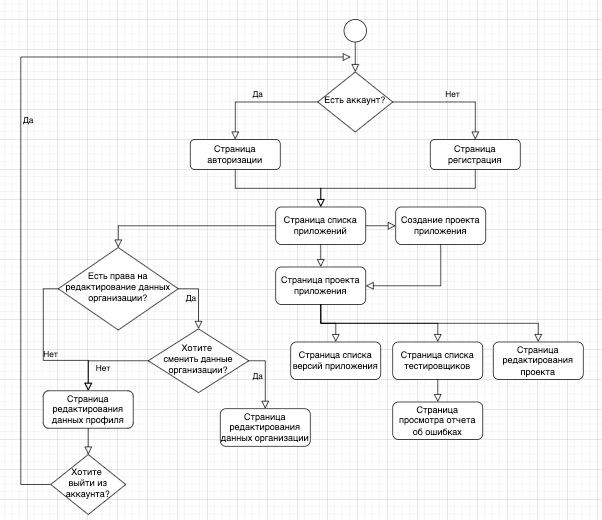 Да
Есть аккаунт?
Нет
Да
Страница
авторизации
Страница
регистрация
Страница списка
приложений
Создание проекта
приложения
Есть права на
редактирование данных
организации?
Страница проекта
приложения
Да
Нет
Хотите
сменить данные
организации?
Нет
Да
Страница списка
версий приложения
Страница списка
тестировщиков
Страница
редактирования
проекта
Страница
редактирования
данных профиля
Страница
редактирования
данных организации
Страница
просмотра отчета
об ошибках
Хотите
выйти из
аккаунта?